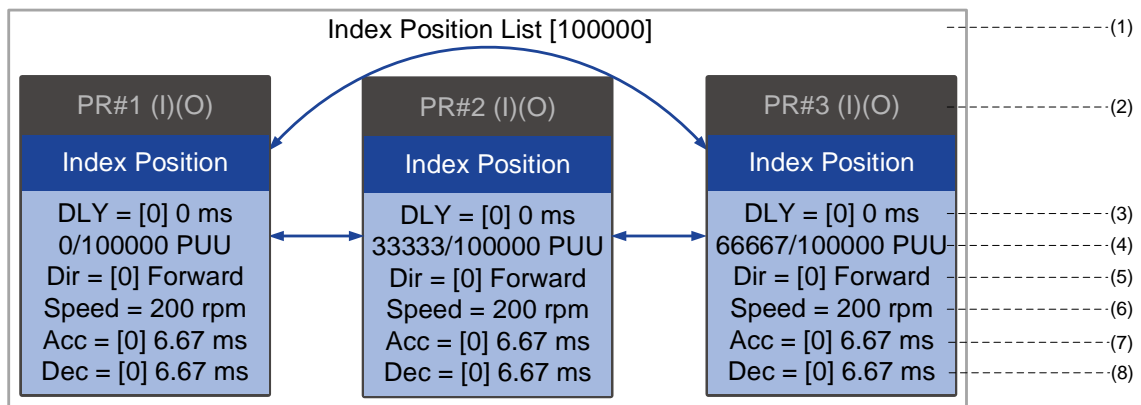 Index Position List [100000]
(1)
PR#1 (I)(O)
PR#2 (I)(O)
PR#3 (I)(O)
(2)
Index Position
Index Position
Index Position
DLY = [0] 0 ms
DLY = [0] 0 ms
DLY = [0] 0 ms
(3)
0/100000 PUU
33333/100000 PUU
66667/100000 PUU
(4)
Dir = [0] Forward
Dir = [0] Forward
Dir = [0] Forward
(5)
Speed = 200 rpm
Speed = 200 rpm
Speed = 200 rpm
(6)
Acc = [0] 6.67 ms
Acc = [0] 6.67 ms
Acc = [0] 6.67 ms
(7)
Dec = [0] 6.67 ms
Dec = [0] 6.67 ms
Dec = [0] 6.67 ms
(8)